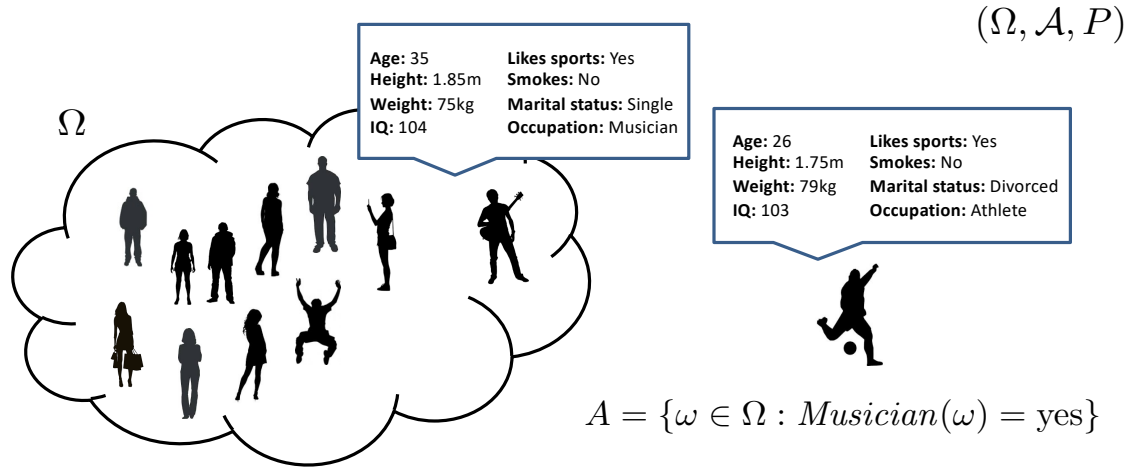 (Ω, 𝒜, P)
Ω
Age: 35 Likes sports: Yes
Height: 1.85m Smokes: No
Weight: 75kg Marital status: Single
IQ: 104 Occupation: Musician
Age: 26 Likes sports: Yes
Height: 1.75m Smokes: No
Weight: 79kg Marital status: Divorced
IQ: 103 Occupation: Athlete
A = {ω ∈ Ω : Musician(ω) = yes}